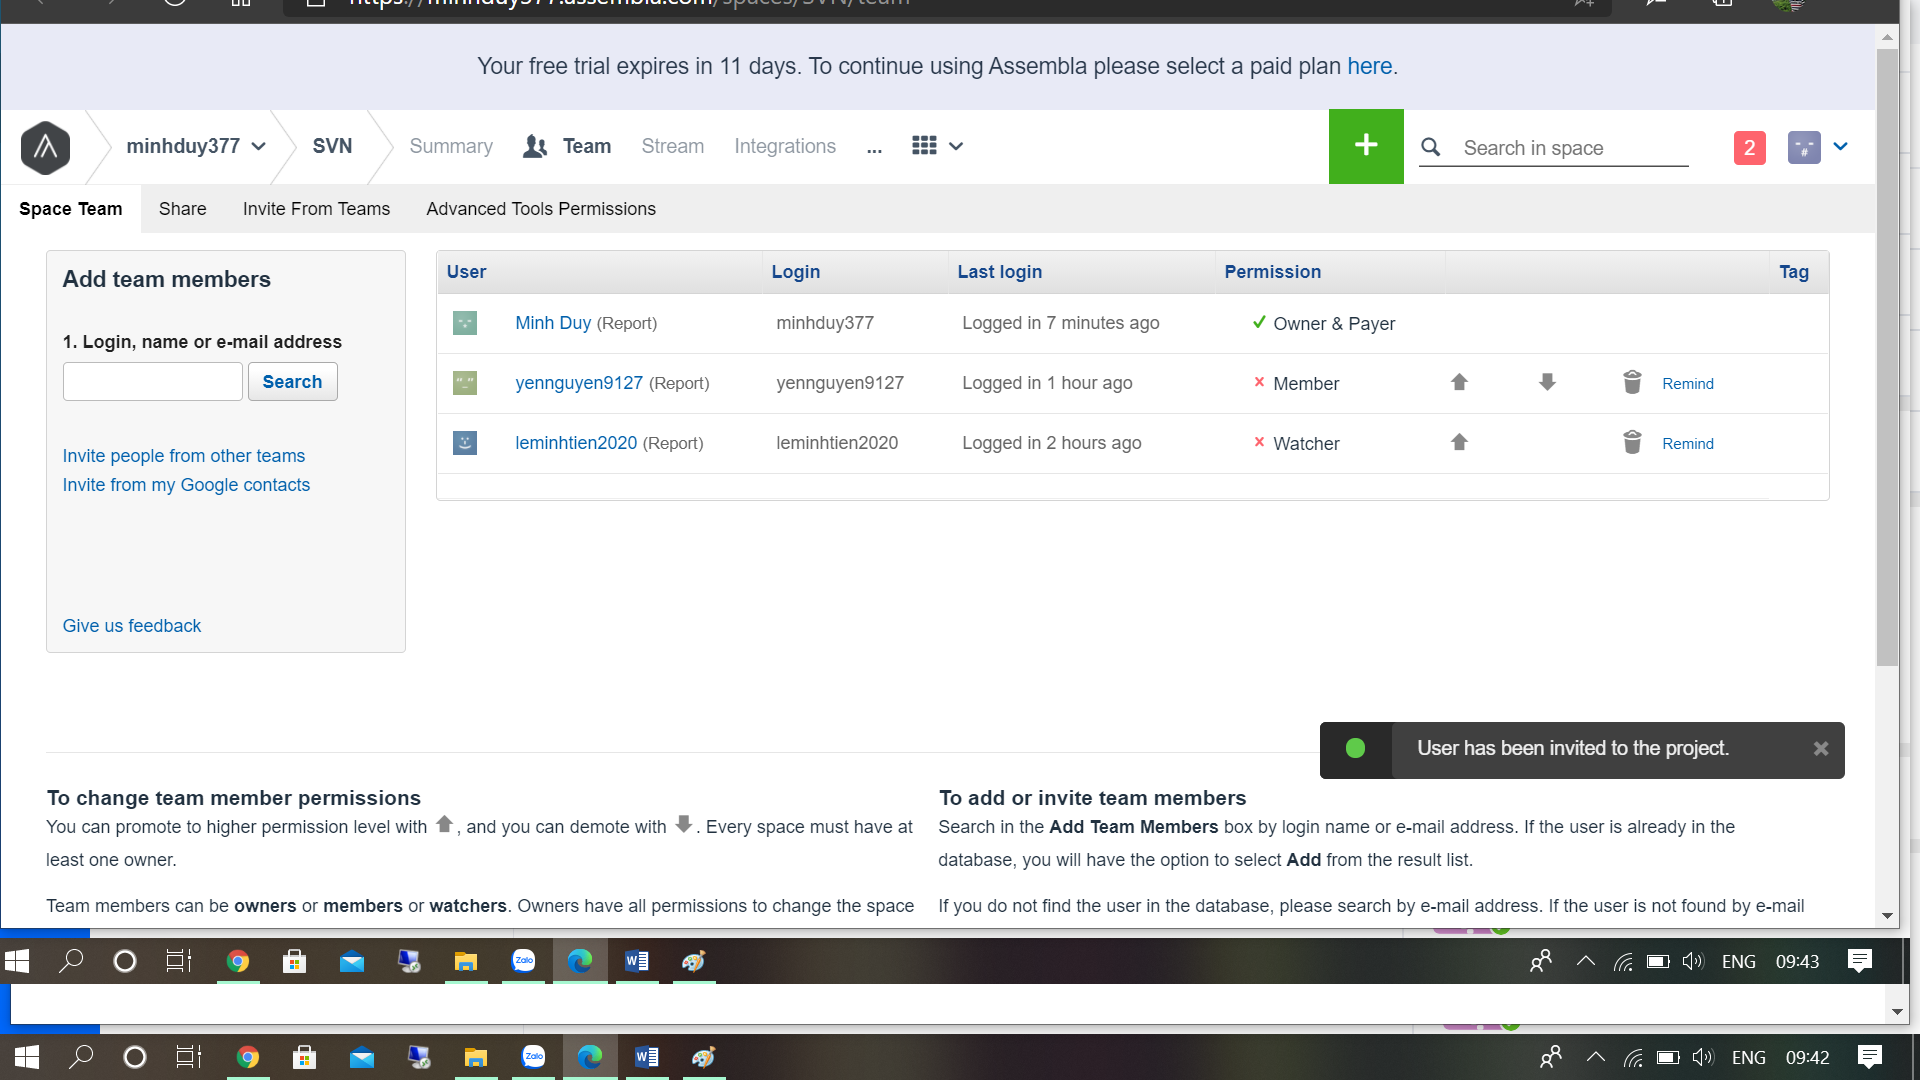 https://minhduy377.assembla.com/spaces/SVN/team
Your free trial expires in 11 days. To continue using Assembla please select a paid plan here.
minhduy377 SVN Summary Team Stream Integrations ... Search in space 2
Space Team Share Invite From Teams Advanced Tools Permissions
Add team members
1. Login, name or e-mail address
Search
Invite people from other teams
Invite from my Google contacts
Give us feedback
User Login Last login Permission Tag
Minh Duy (Report) minhduy377 Logged in 7 minutes ago Owner & Payer
yennguyen9127 (Report) yennguyen9127 Logged in 1 hour ago Member Remind
leminhtien2020 (Report) leminhtien2020 Logged in 2 hours ago Watcher Remind
User has been invited to the project.
To change team member permissions
You can promote to higher permission level with , and you can demote with . Every space must have at
least one owner.
Team members can be owners or members or watchers. Owners have all permissions to change the space
To add or invite team members
Search in the Add Team Members box by login name or e-mail address. If the user is already in the
database, you will have the option to select Add from the result list.
If you do not find the user in the database, please search by e-mail address. If the user is not found by e-mail
Zalo ENG 09:43
Zalo ENG 09:42